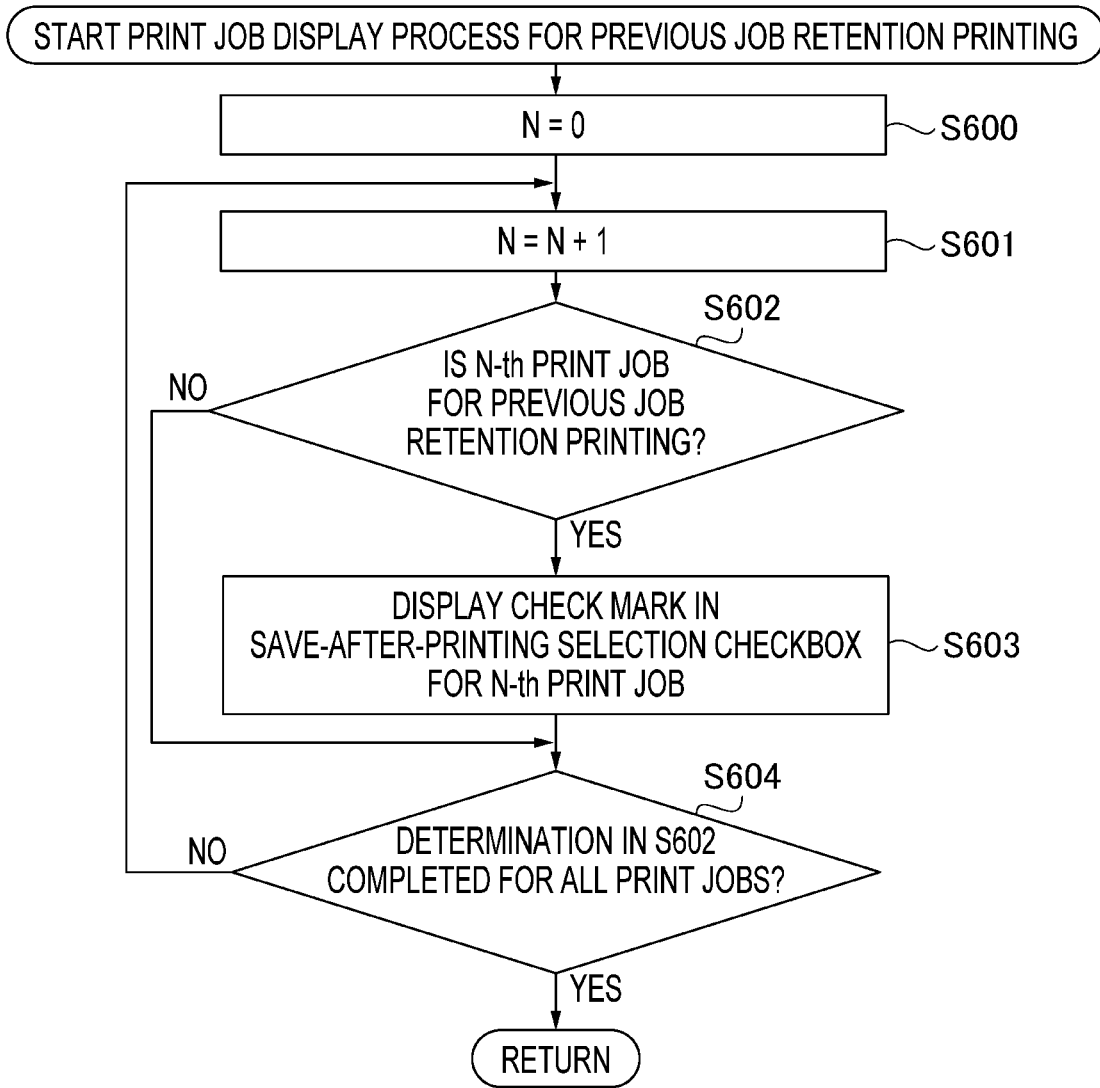 START PRINT JOB DISPLAY PROCESS FOR PREVIOUS JOB RETENTION PRINTING
N = 0
S600
N = N + 1
S601
S602
IS N-th PRINT JOB
FOR PREVIOUS JOB
RETENTION PRINTING?
NO
YES
DISPLAY CHECK MARK IN
SAVE-AFTER-PRINTING SELECTION CHECKBOX
FOR N-th PRINT JOB
S603
S604
DETERMINATION IN S602
COMPLETED FOR ALL PRINT JOBS?
NO
YES
RETURN